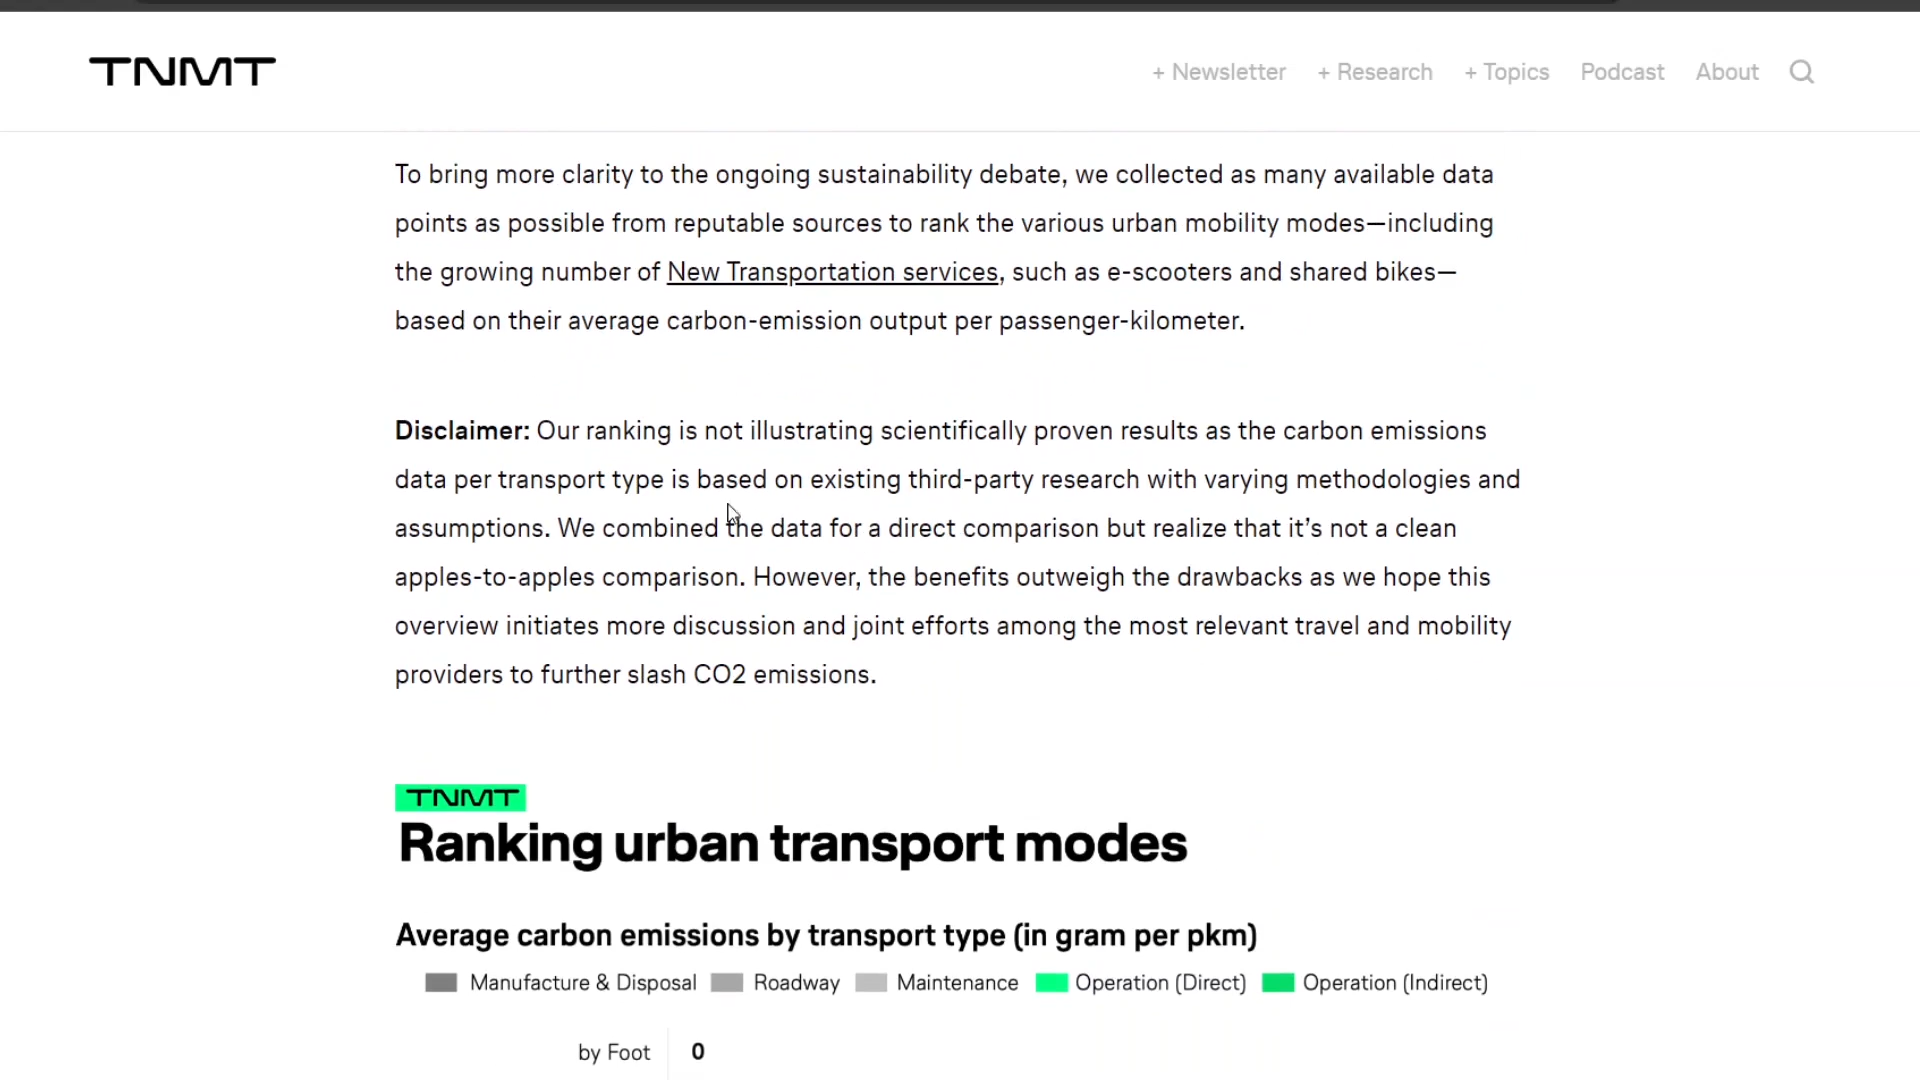 TNMT
+ Newsletter + Research + Topics Podcast About
To bring more clarity to the ongoing sustainability debate, we collected as many available data
points as possible from reputable sources to rank the various urban mobility modes—including
the growing number of New Transportation services, such as e-scooters and shared bikes—
based on their average carbon-emission output per passenger-kilometer.
Disclaimer: Our ranking is not illustrating scientifically proven results as the carbon emissions
data per transport type is based on existing third-party research with varying methodologies and
assumptions. We combined the data for a direct comparison but realize that it’s not a clean
apples-to-apples comparison. However, the benefits outweigh the drawbacks as we hope this
overview initiates more discussion and joint efforts among the most relevant travel and mobility
providers to further slash CO2 emissions.
TNMT
Ranking urban transport modes
Average carbon emissions by transport type (in gram per pkm)
Manufacture & Disposal Roadway Maintenance Operation (Direct) Operation (Indirect)
by Foot 0